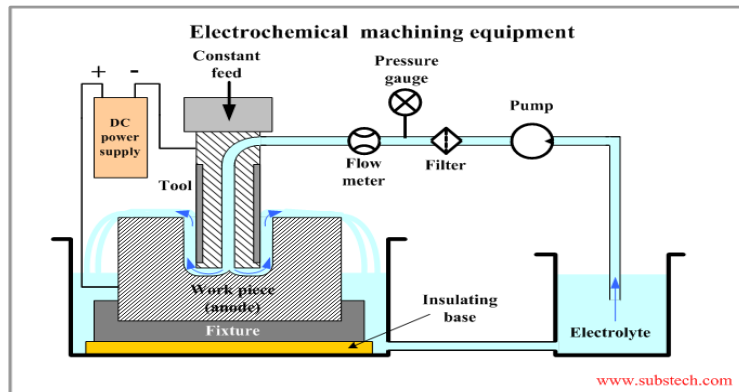 Electrochemical machining equipment
Constant
feed
Pressure
gauge
+ -
Pump
DC
power
supply
Flow
meter
Filter
Tool
Work piece
(anode)
Insulating
base
Fixture
Electrolyte
www.substech.com